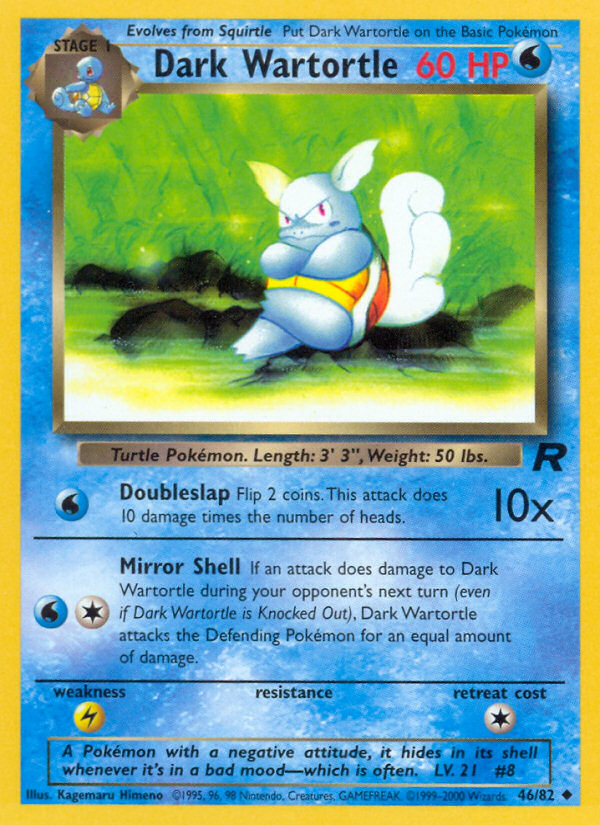 Evolves from Squirtle Put Dark Wartortle on the Basic Pokémon
STAGE 1
Dark Wartortle 60 HP
Turtle Pokémon. Length: 3' 3", Weight: 50 lbs.
R
Doubleslap Flip 2 coins. This attack does
10 damage times the number of heads.
10x
Mirror Shell If an attack does damage to Dark
Wartortle during your opponent's next turn (even
if Dark Wartortle is Knocked Out), Dark Wartortle
attacks the Defending Pokémon for an equal amount
of damage.
weakness resistance retreat cost
A Pokémon with a negative attitude, it hides in its shell
whenever it's in a bad mood—which is often. LV. 21 #8
Illus. Kagemaru Himeno ©1995, 96, 98 Nintendo, Creatures, GAMEFREAK. ©1999-2000 Wizards. 46/82